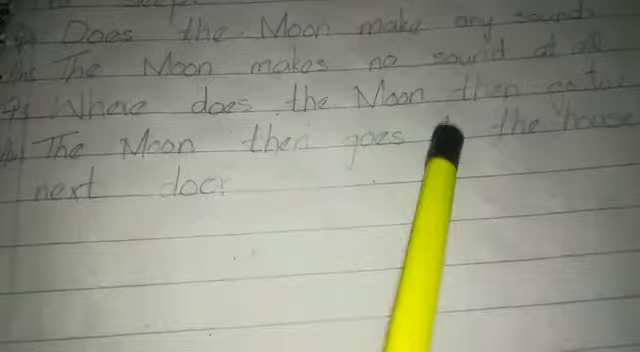 Does the Moon make any sounds
The Moon makes no sound at all
Where does the Moon then
The Moon then goes the house
next door